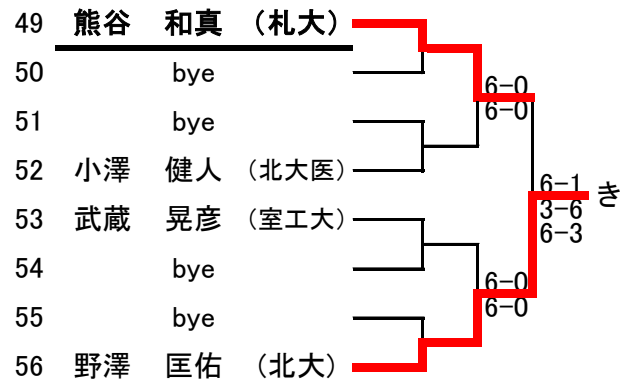 49 熊谷 和真 (札大)
50 bye
6-0
6-0
51 bye
52 小澤 健人 (北大医)
6-1
3-6
6-3
き
53 武蔵 晃彦 (室工大)
54 bye
6-0
6-0
55 bye
56 野澤 匡佑 (北大)